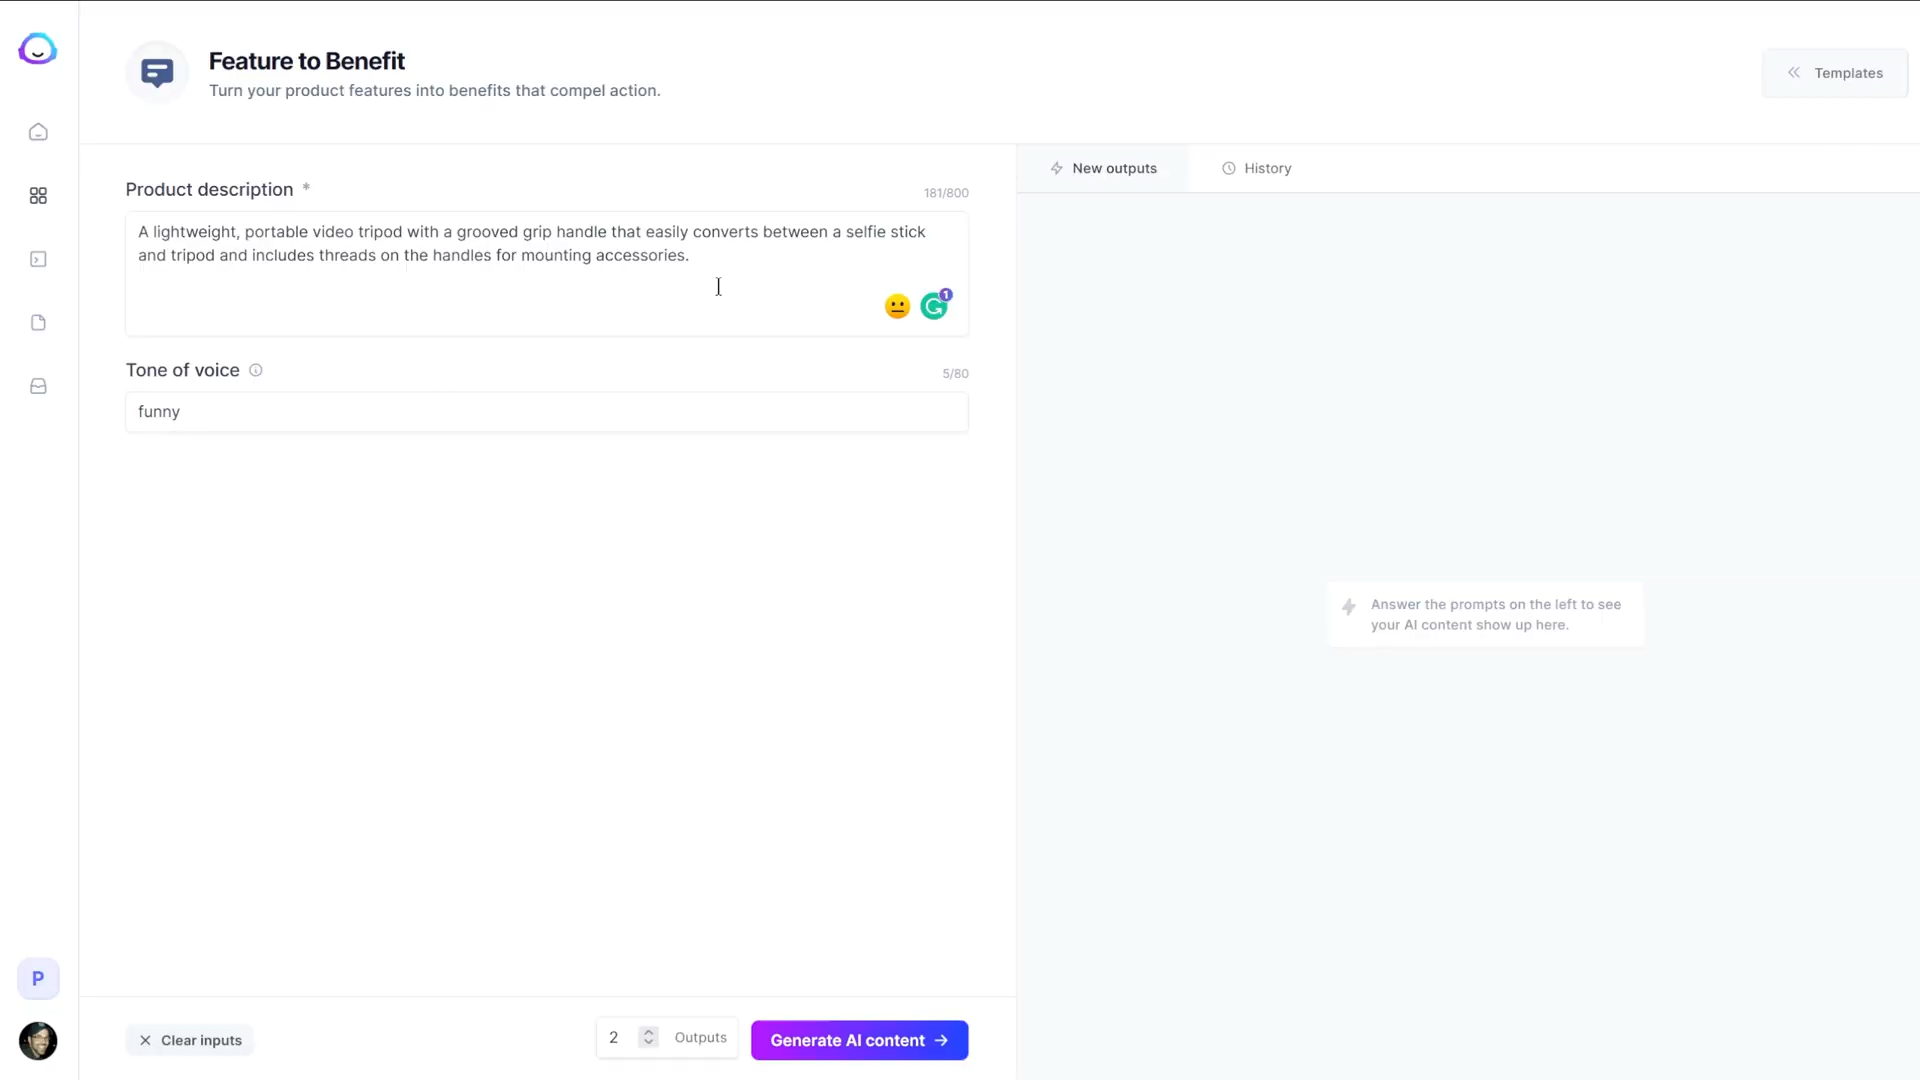 Feature to Benefit
Turn your product features into benefits that compel action.
Templates
New outputs
History
Product description *
181/800
A lightweight, portable video tripod with a grooved grip handle that easily converts between a selfie stick
and tripod and includes threads on the handles for mounting accessories.
1
Tone of voice
5/80
funny
Answer the prompts on the left to see
your AI content show up here.
P
Clear inputs
2
Outputs
Generate AI content